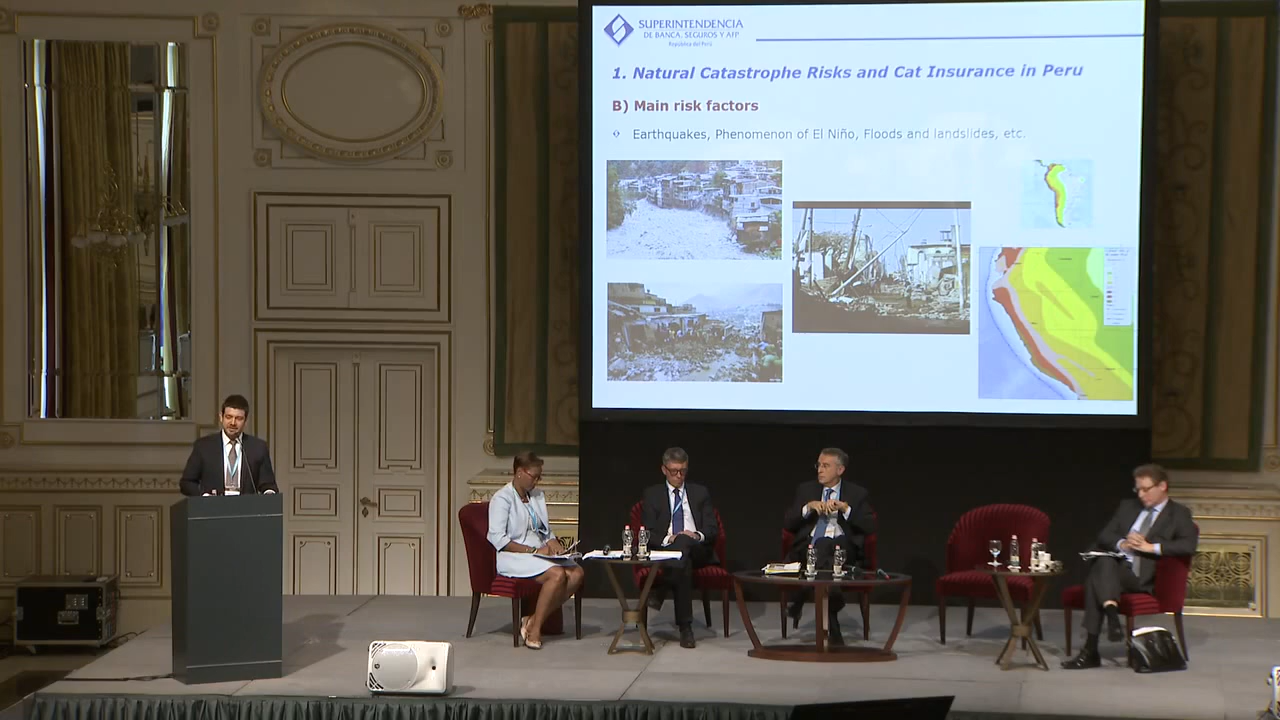 SUPERINTENDENCIA
DE BANCA, SEGUROS Y AFP
República del Perú
1. Natural Catastrophe Risks and Cat Insurance in Peru
B) Main risk factors
Earthquakes, Phenomenon of El Niño, Floods and landslides, etc.